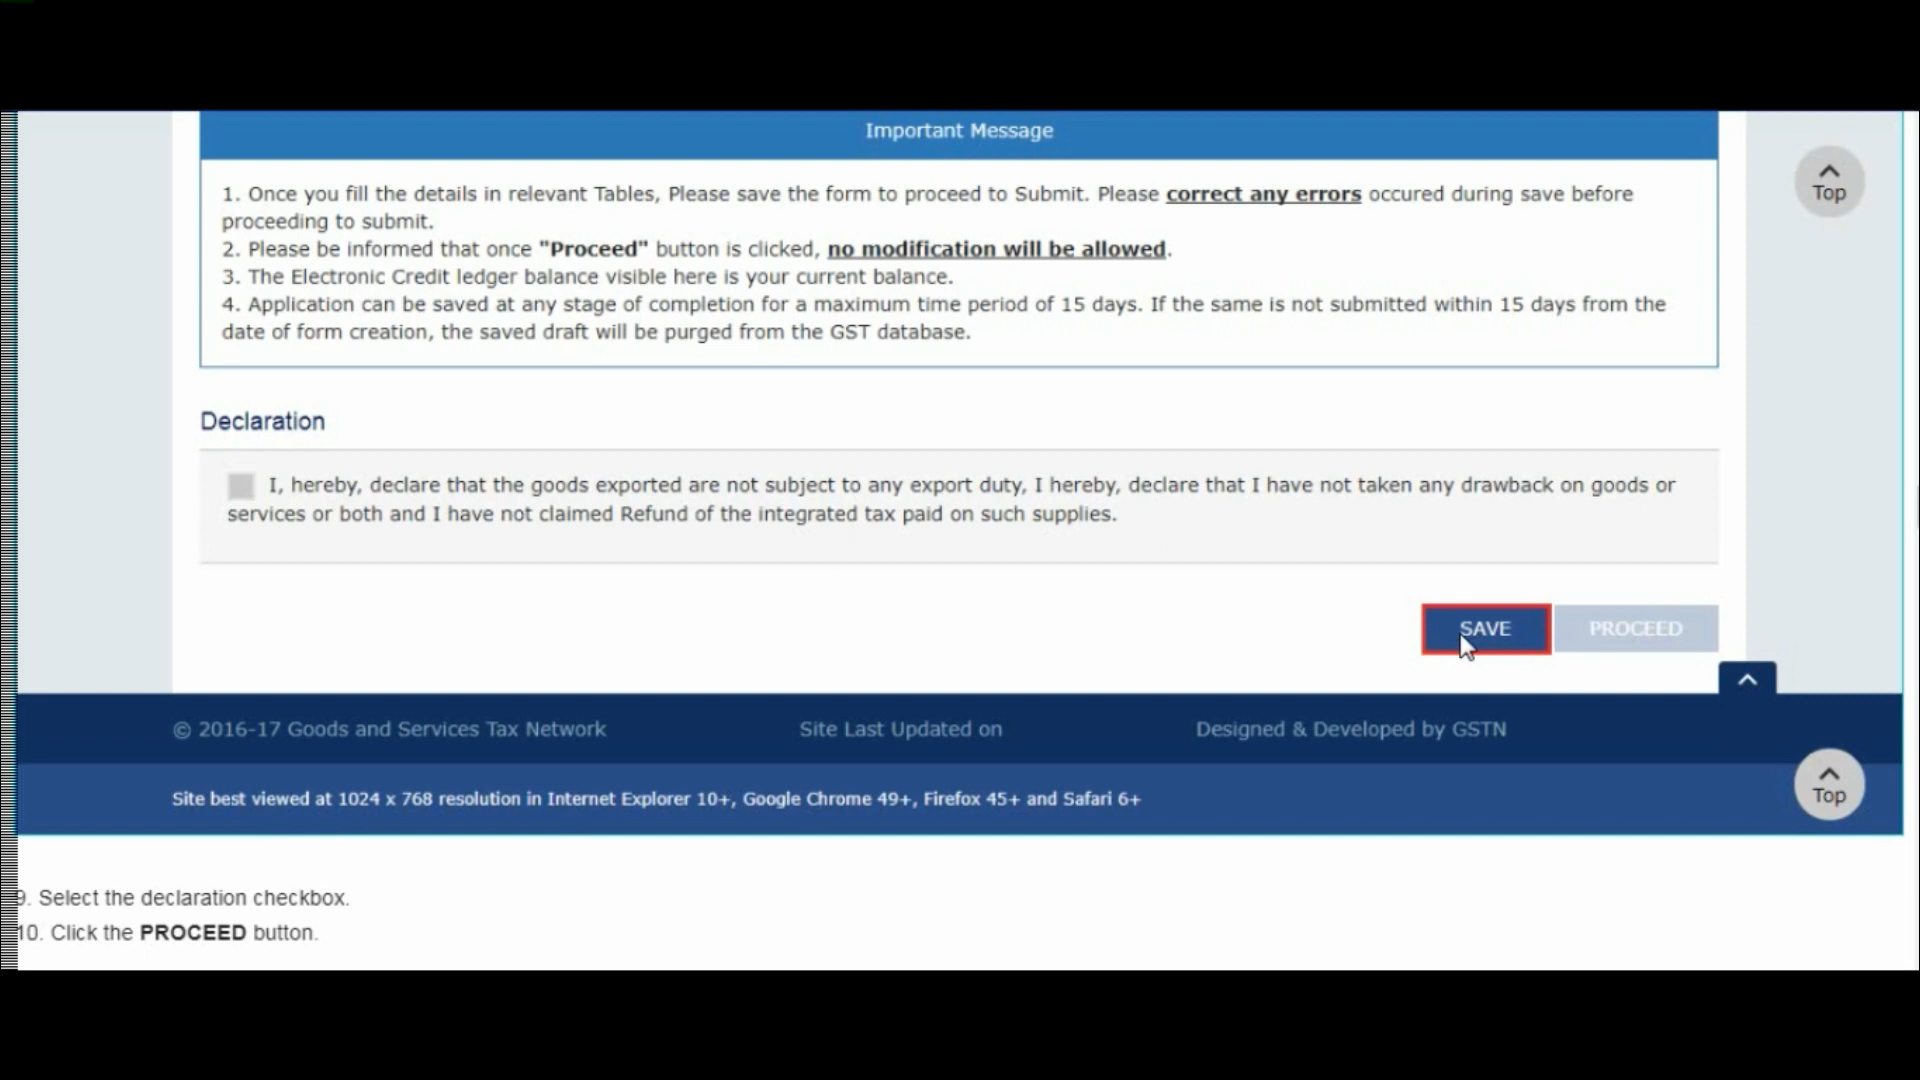 Important Message
1. Once you fill the details in relevant Tables, Please save the form to proceed to Submit. Please correct any errors occured during save before
proceeding to submit.
2. Please be informed that once "Proceed" button is clicked, no modification will be allowed.
3. The Electronic Credit ledger balance visible here is your current balance.
4. Application can be saved at any stage of completion for a maximum time period of 15 days. If the same is not submitted within 15 days from the
date of form creation, the saved draft will be purged from the GST database.
Top
Declaration
I, hereby, declare that the goods exported are not subject to any export duty, I hereby, declare that I have not taken any drawback on goods or
services or both and I have not claimed Refund of the integrated tax paid on such supplies.
SAVE PROCEED
© 2016-17 Goods and Services Tax Network Site Last Updated on Designed & Developed by GSTN
Site best viewed at 1024 x 768 resolution in Internet Explorer 10+, Google Chrome 49+, Firefox 45+ and Safari 6+
Top
9. Select the declaration checkbox.
10. Click the PROCEED button.